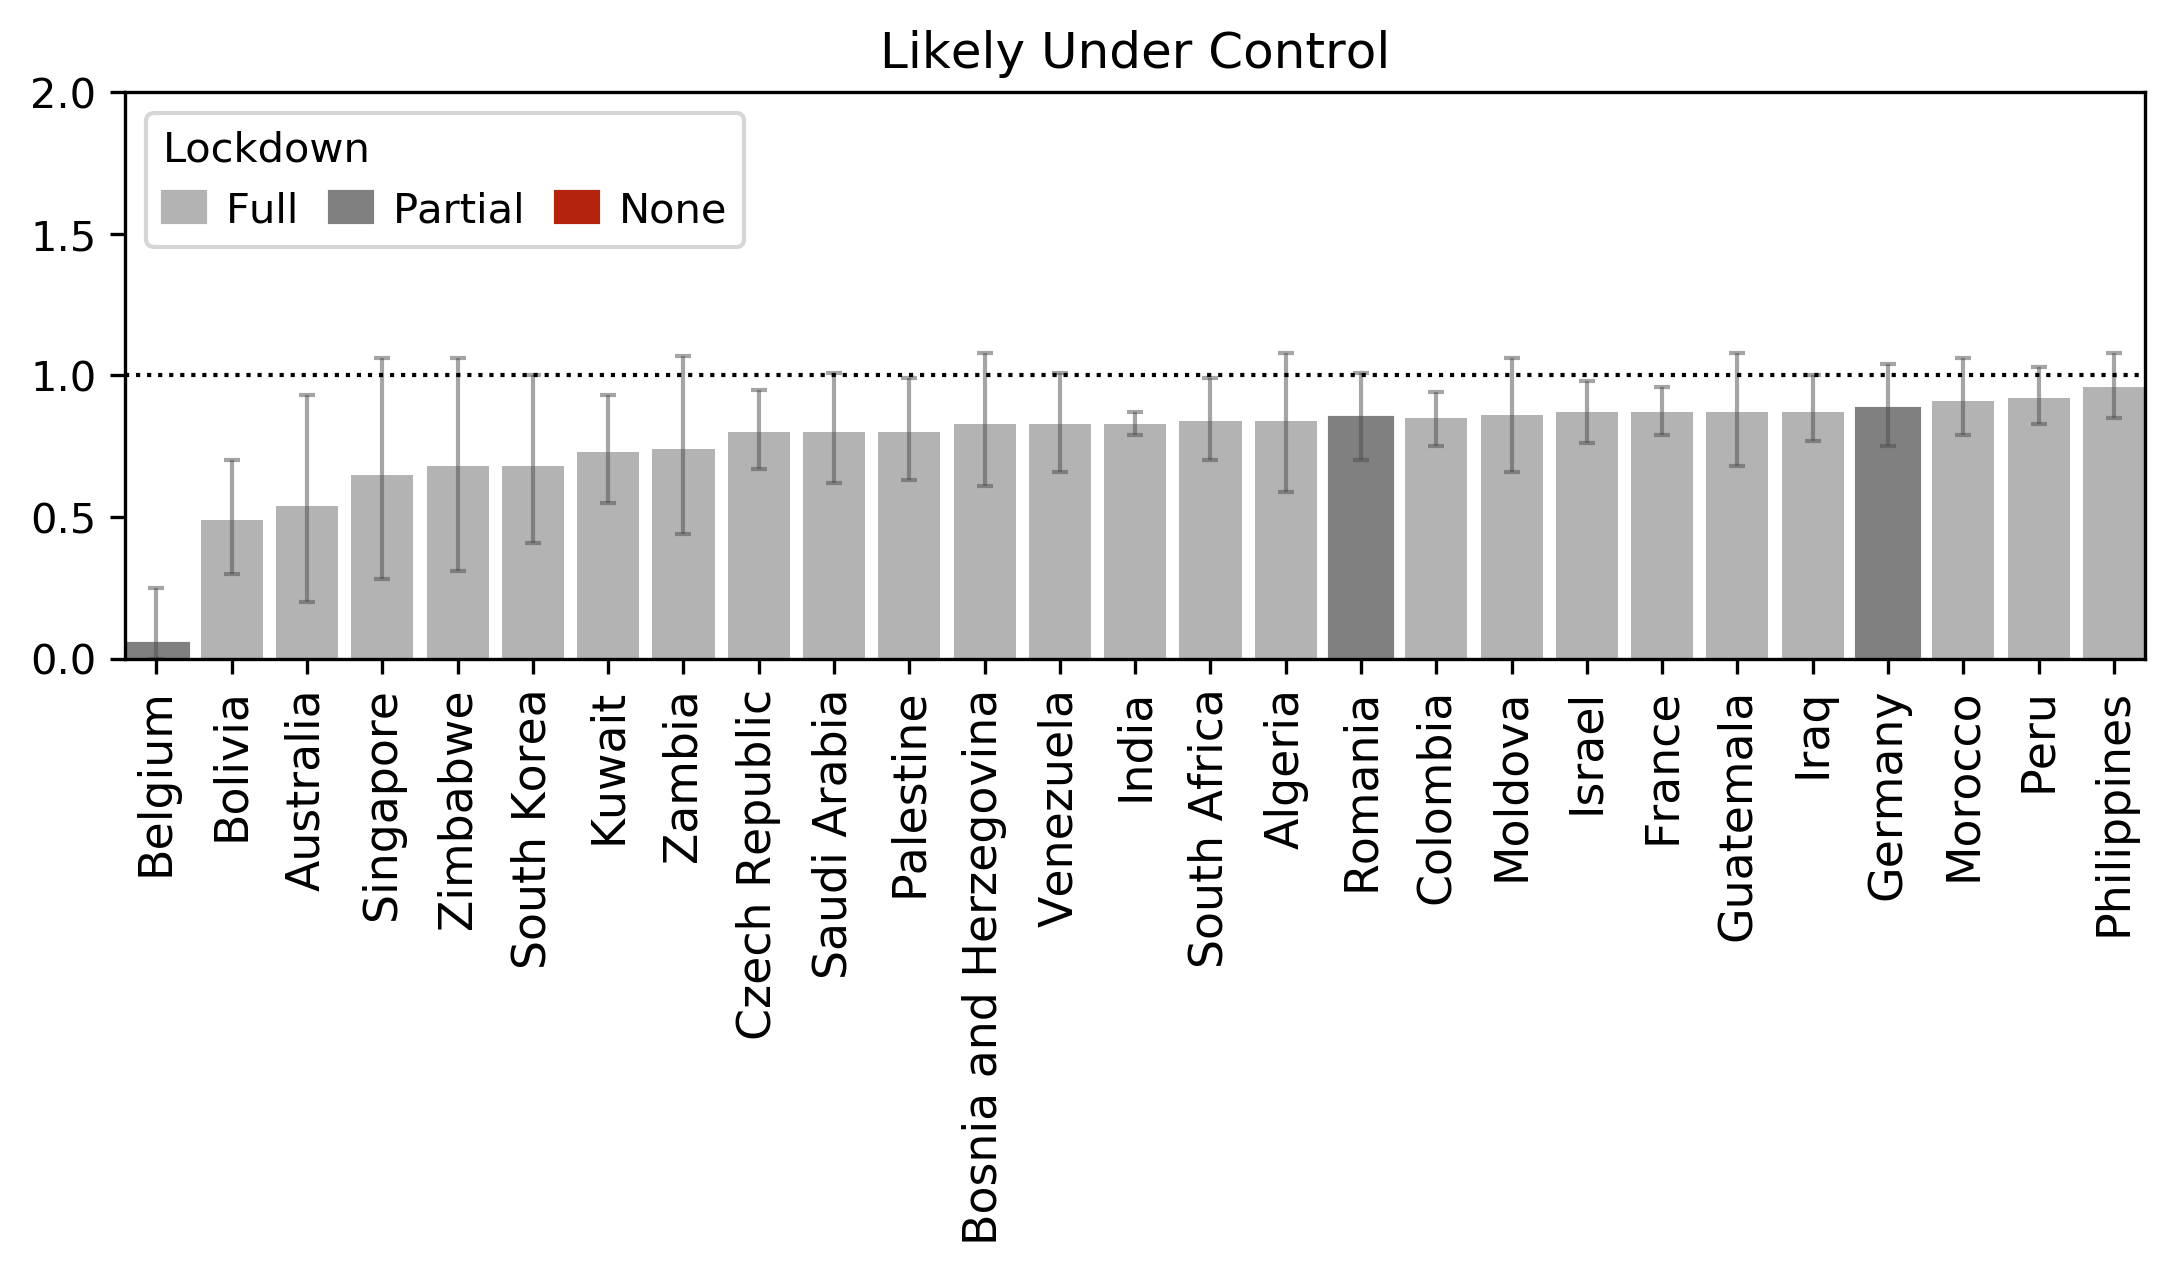 Likely Under Control
2.0
1.5
1.0
0.5
0.0
Lockdown
Full Partial None
Belgium
Bolivia
Australia
Singapore
Zimbabwe
South Korea
Kuwait
Zambia
Czech Republic
Saudi Arabia
Palestine
Bosnia and Herzegovina
Venezuela
India
South Africa
Algeria
Romania
Colombia
Moldova
Israel
France
Guatemala
Iraq
Germany
Morocco
Peru
Philippines